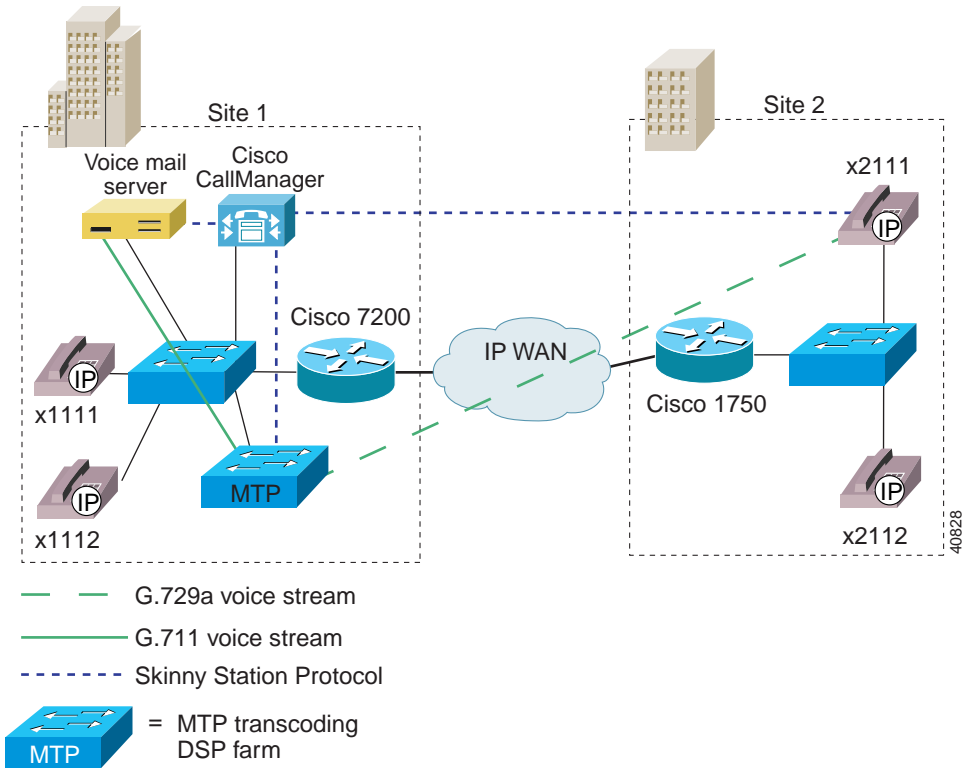 Site 1
Site 2
Voice mail
server
Cisco
CallManager
x2111
IP
Cisco 7200
IP WAN
IP
x1111
Cisco 1750
MTP
IP
x1112
IP
x2112
40828
G.729a voice stream
G.711 voice stream
Skinny Station Protocol
MTP
= MTP transcoding
DSP farm